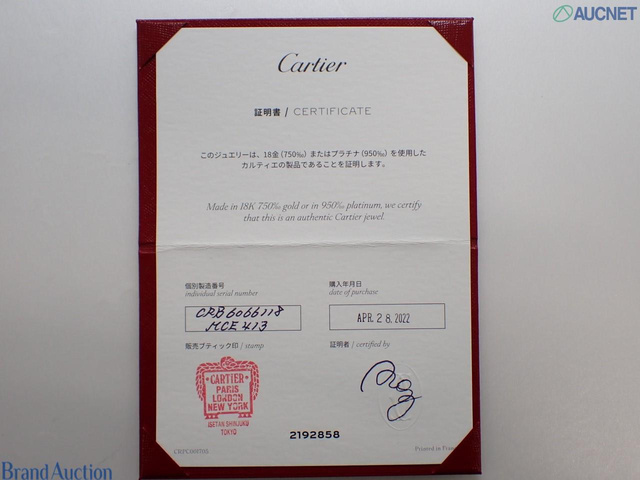 AUCNET
Cartier
証明書 / CERTIFICATE
このジュエリーは、18金(750‰)またはプラチナ(950‰)を使用した
カルティエの製品であることを証明します。
Made in 18K 750‰ gold or in 950‰ platinum, we certify
that this is an authentic Cartier jewel.
個別製造番号
individual serial number
CRB6066118
MCE413
購入年月日
date of purchase
APR. 28. 2022
販売ブティック印 / stamp
証明者 / certified by
CARTIER
PARIS
LONDON
NEW YORK
ISETAN SHINJUKU
TOKYO
2192858
Printed in
Brand Auction